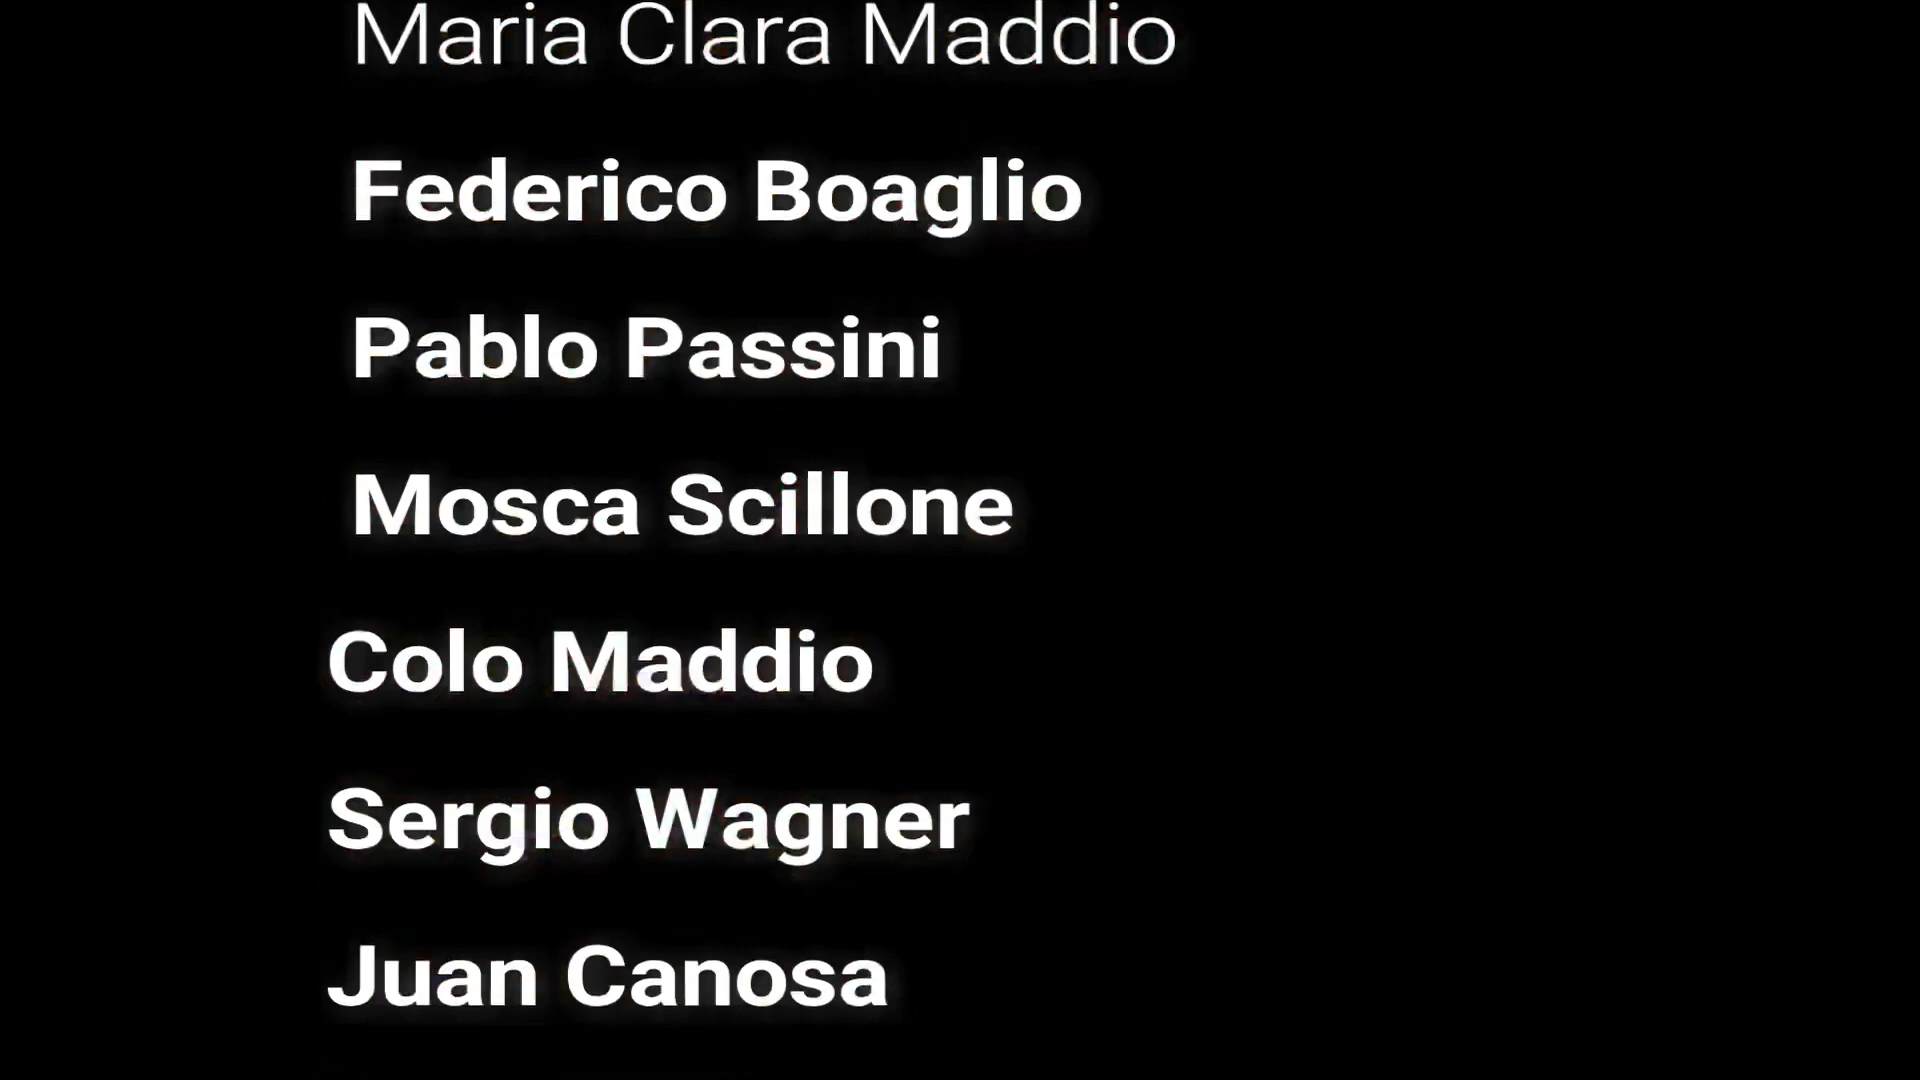 Maria Clara Maddio
Federico Boaglio
Pablo Passini
Mosca Scillone
Colo Maddio
Sergio Wagner
Juan Canosa